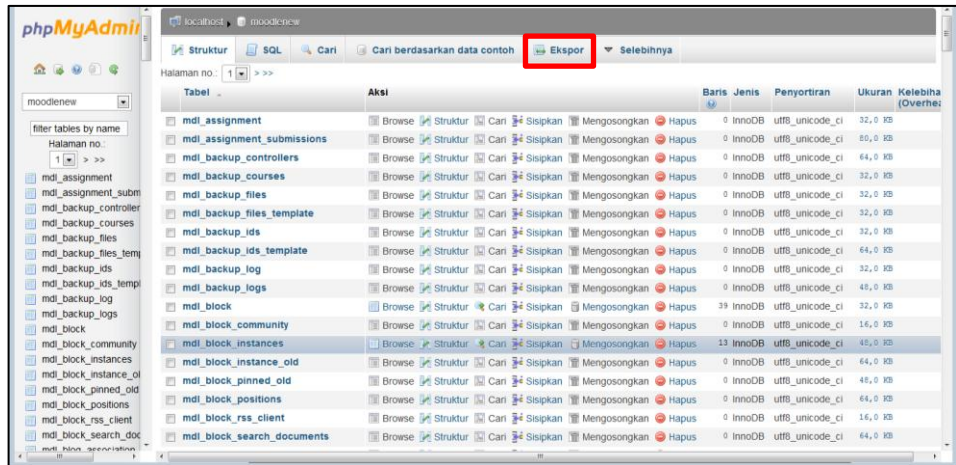 phpMyAdmin
moodlenew
filter tables by name
Halaman no.:
1 > >>
mdl_assignment
mdl_assignment_subm
mdl_backup_controller
mdl_backup_courses
mdl_backup_files
mdl_backup_files_temp
mdl_backup_ids
mdl_backup_ids_templ
mdl_backup_log
mdl_backup_logs
mdl_block
mdl_block_community
mdl_block_instances
mdl_block_instance_ol
mdl_block_pinned_old
mdl_block_positions
mdl_block_rss_client
mdl_block_search_doc
mdl_blog_association
localhost moodlenew
Struktur SQL Cari Cari berdasarkan data contoh Ekspor Selebihnya
Halaman no.: 1 > >>
Tabel Aksi Baris Jenis Penyortiran Ukuran Kelebiha
(Overhea
mdl_assignment Browse Struktur Cari Sisipkan Mengosongkan Hapus 0 InnoDB utf8_unicode_ci 32,0 KB
mdl_assignment_submissions Browse Struktur Cari Sisipkan Mengosongkan Hapus 0 InnoDB utf8_unicode_ci 80,0 KB
mdl_backup_controllers Browse Struktur Cari Sisipkan Mengosongkan Hapus 0 InnoDB utf8_unicode_ci 64,0 KB
mdl_backup_courses Browse Struktur Cari Sisipkan Mengosongkan Hapus 0 InnoDB utf8_unicode_ci 32,0 KB
mdl_backup_files Browse Struktur Cari Sisipkan Mengosongkan Hapus 0 InnoDB utf8_unicode_ci 32,0 KB
mdl_backup_files_template Browse Struktur Cari Sisipkan Mengosongkan Hapus 0 InnoDB utf8_unicode_ci 32,0 KB
mdl_backup_ids Browse Struktur Cari Sisipkan Mengosongkan Hapus 0 InnoDB utf8_unicode_ci 32,0 KB
mdl_backup_ids_template Browse Struktur Cari Sisipkan Mengosongkan Hapus 0 InnoDB utf8_unicode_ci 64,0 KB
mdl_backup_log Browse Struktur Cari Sisipkan Mengosongkan Hapus 0 InnoDB utf8_unicode_ci 32,0 KB
mdl_backup_logs Browse Struktur Cari Sisipkan Mengosongkan Hapus 0 InnoDB utf8_unicode_ci 48,0 KB
mdl_block Browse Struktur Cari Sisipkan Mengosongkan Hapus 39 InnoDB utf8_unicode_ci 32,0 KB
mdl_block_community Browse Struktur Cari Sisipkan Mengosongkan Hapus 0 InnoDB utf8_unicode_ci 16,0 KB
mdl_block_instances Browse Struktur Cari Sisipkan Mengosongkan Hapus 13 InnoDB utf8_unicode_ci 48,0 KB
mdl_block_instance_old Browse Struktur Cari Sisipkan Mengosongkan Hapus 0 InnoDB utf8_unicode_ci 64,0 KB
mdl_block_pinned_old Browse Struktur Cari Sisipkan Mengosongkan Hapus 0 InnoDB utf8_unicode_ci 48,0 KB
mdl_block_positions Browse Struktur Cari Sisipkan Mengosongkan Hapus 0 InnoDB utf8_unicode_ci 64,0 KB
mdl_block_rss_client Browse Struktur Cari Sisipkan Mengosongkan Hapus 0 InnoDB utf8_unicode_ci 16,0 KB
mdl_block_search_documents Browse Struktur Cari Sisipkan Mengosongkan Hapus 0 InnoDB utf8_unicode_ci 64,0 KB